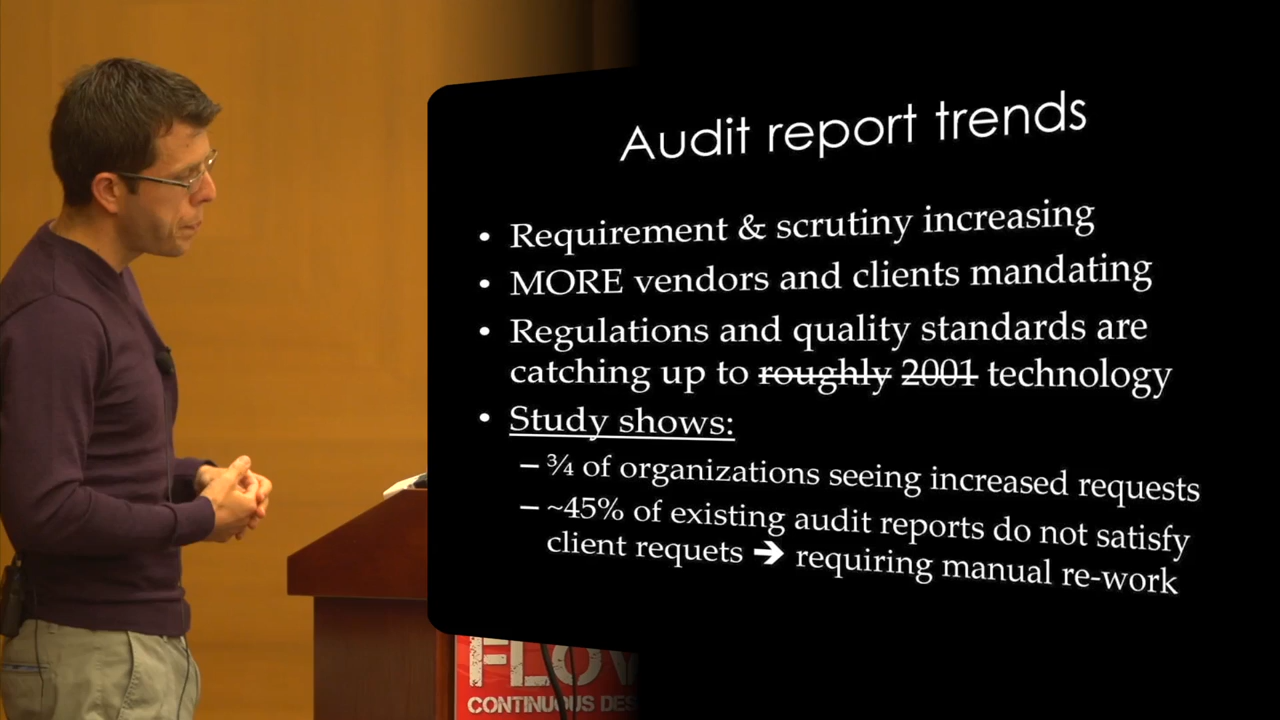 Audit report trends
• Requirement & scrutiny increasing
• MORE vendors and clients mandating
• Regulations and quality standards are
catching up to roughly 2001 technology
• Study shows:
– ¾ of organizations seeing increased requests
– ~45% of existing audit reports do not satisfy
client requets ➔ requiring manual re-work
CONTINUOUS